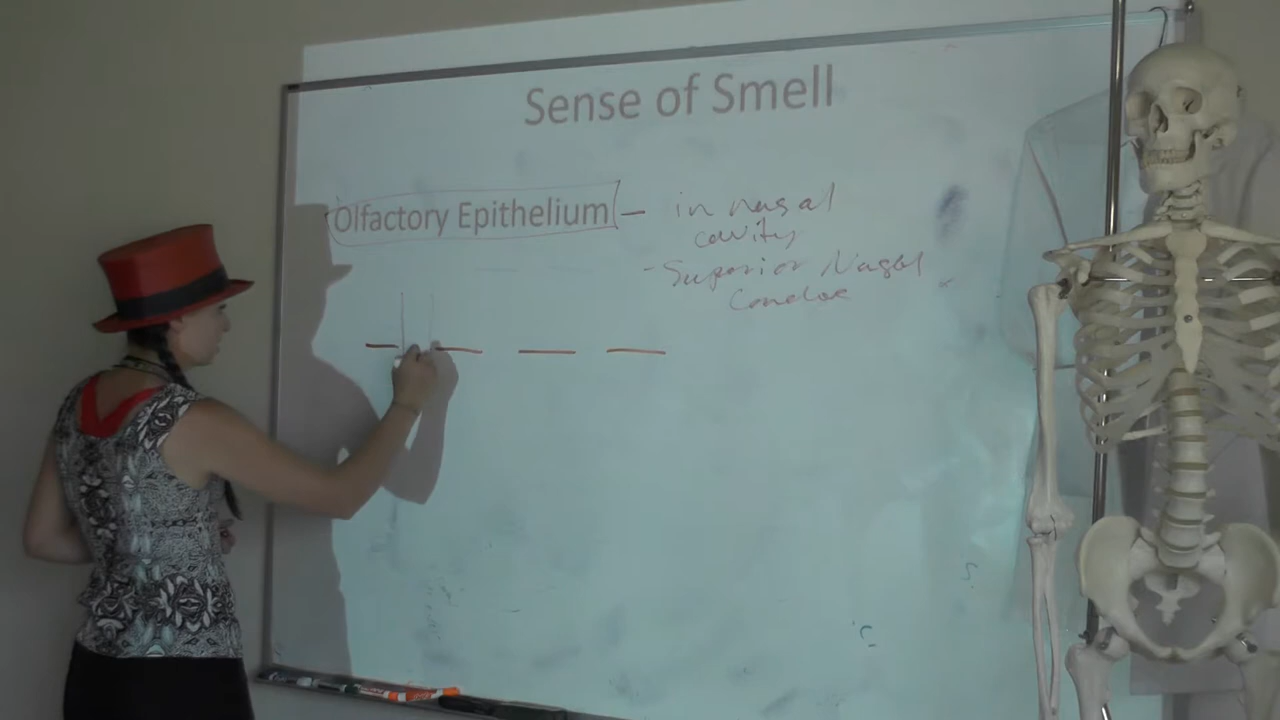 Sense of Smell
Olfactory Epithelium - in nasal
cavity
- Superior Nasal
Conchae